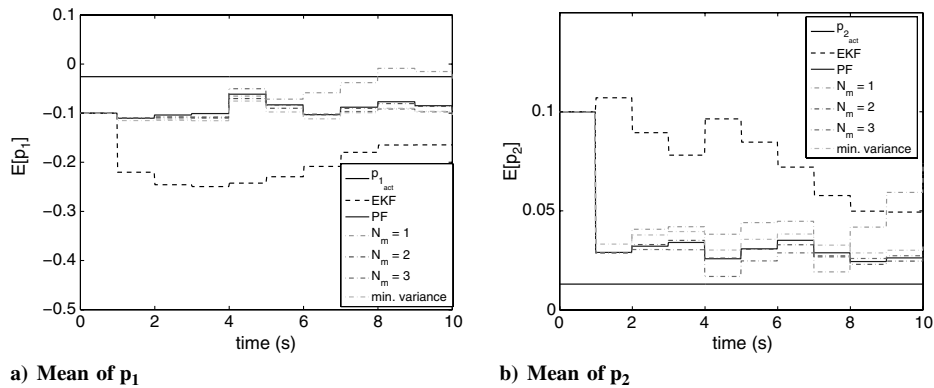 0.1
0
−0.1
−0.2
−0.3
−0.4
−0.5
E[p1]
0 2 4 6 8 10
time (s)
p1act
EKF
PF
Nm = 1
Nm = 2
Nm = 3
min. variance
a) Mean of p1
0.1
0.05
0
E[p2]
0 2 4 6 8 10
time (s)
p2act
EKF
PF
Nm = 1
Nm = 2
Nm = 3
min. variance
b) Mean of p2